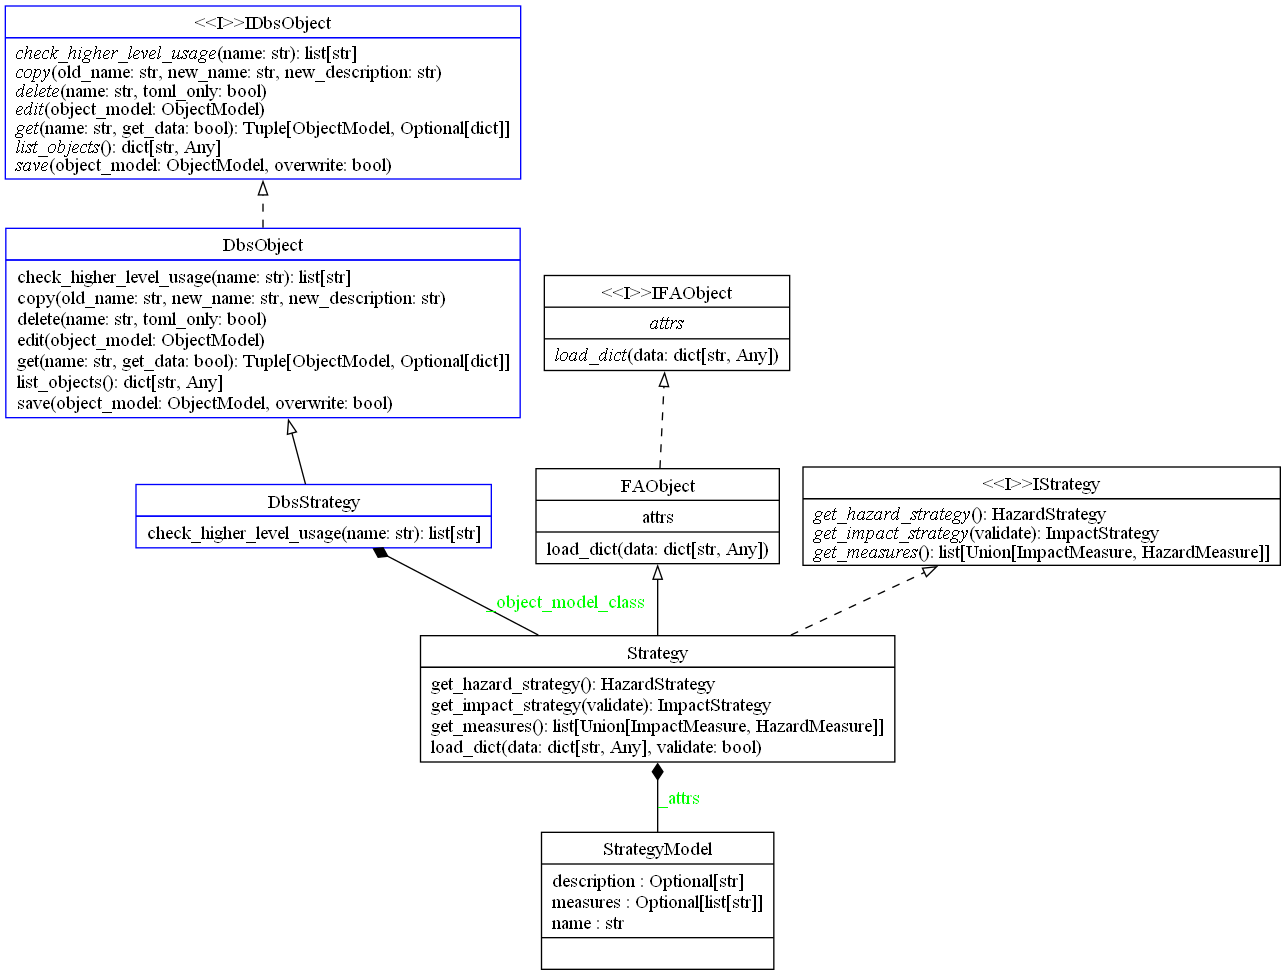 <<I>>IDbsObject
check_higher_level_usage(name: str): list[str]
copy(old_name: str, new_name: str, new_description: str)
delete(name: str, toml_only: bool)
edit(object_model: ObjectModel)
get(name: str, get_data: bool): Tuple[ObjectModel, Optional[dict]]
list_objects(): dict[str, Any]
save(object_model: ObjectModel, overwrite: bool)
DbsObject
check_higher_level_usage(name: str): list[str]
copy(old_name: str, new_name: str, new_description: str)
delete(name: str, toml_only: bool)
edit(object_model: ObjectModel)
get(name: str, get_data: bool): Tuple[ObjectModel, Optional[dict]]
list_objects(): dict[str, Any]
save(object_model: ObjectModel, overwrite: bool)
<<I>>IFAObject
attrs
load_dict(data: dict[str, Any])
DbsStrategy
check_higher_level_usage(name: str): list[str]
FAObject
attrs
load_dict(data: dict[str, Any])
<<I>>IStrategy
get_hazard_strategy(): HazardStrategy
get_impact_strategy(validate): ImpactStrategy
get_measures(): list[Union[ImpactMeasure, HazardMeasure]]
_object_model_class
Strategy
get_hazard_strategy(): HazardStrategy
get_impact_strategy(validate): ImpactStrategy
get_measures(): list[Union[ImpactMeasure, HazardMeasure]]
load_dict(data: dict[str, Any], validate: bool)
_attrs
StrategyModel
description : Optional[str]
measures : Optional[list[str]]
name : str